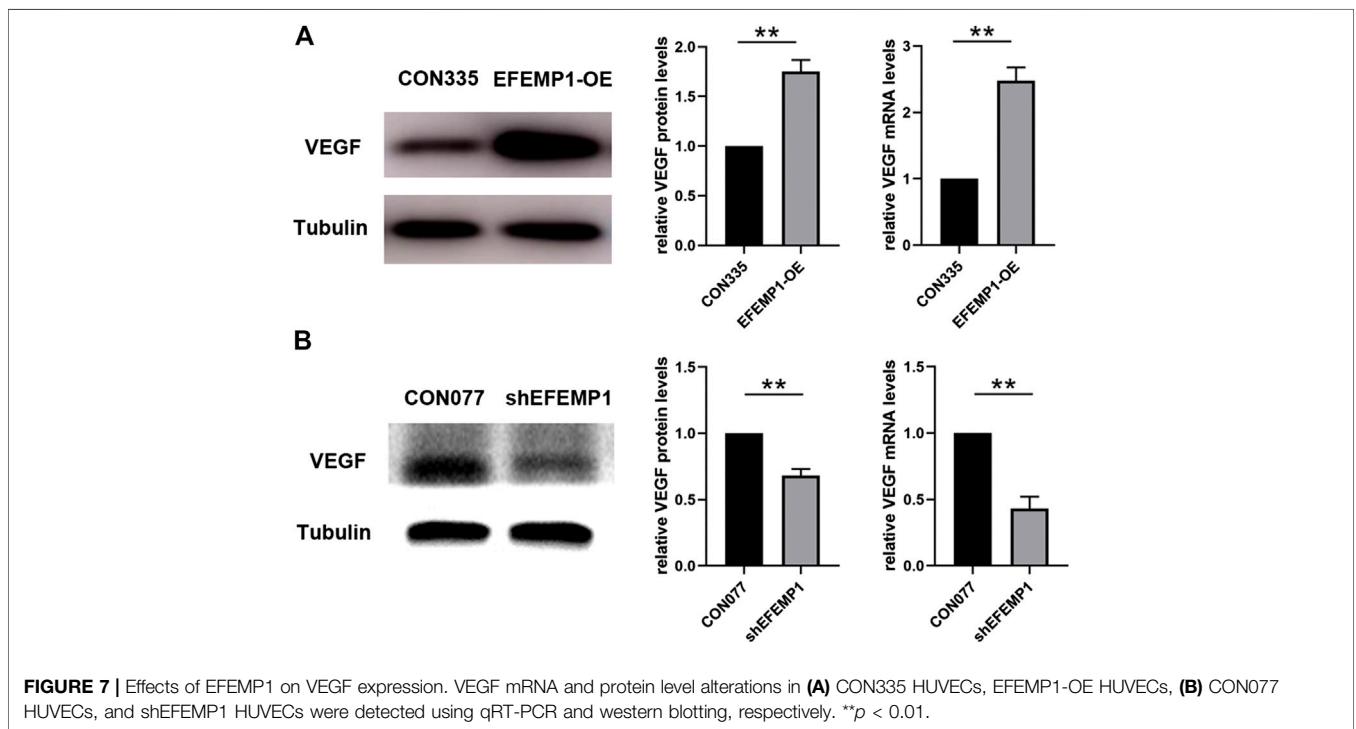 A
CON335 EFEMP1-OE
VEGF
Tubulin
relative VEGF protein levels
2.0
1.5
1.0
0.5
0.0
**
CON335
EFEMP1-OE
relative VEGF mRNA levels
3
2
1
0
**
CON335
EFEMP1-OE
B
CON077 shEFEMP1
VEGF
Tubulin
relative VEGF protein levels
1.5
1.0
0.5
0.0
**
CON077
shEFEMP1
relative VEGF mRNA levels
1.5
1.0
0.5
0.0
**
CON077
shEFEMP1
FIGURE 7 | Effects of EFEMP1 on VEGF expression. VEGF mRNA and protein level alterations in (A) CON335 HUVECs, EFEMP1-OE HUVECs, (B) CON077
HUVECs, and shEFEMP1 HUVECs were detected using qRT-PCR and western blotting, respectively. **p < 0.01.